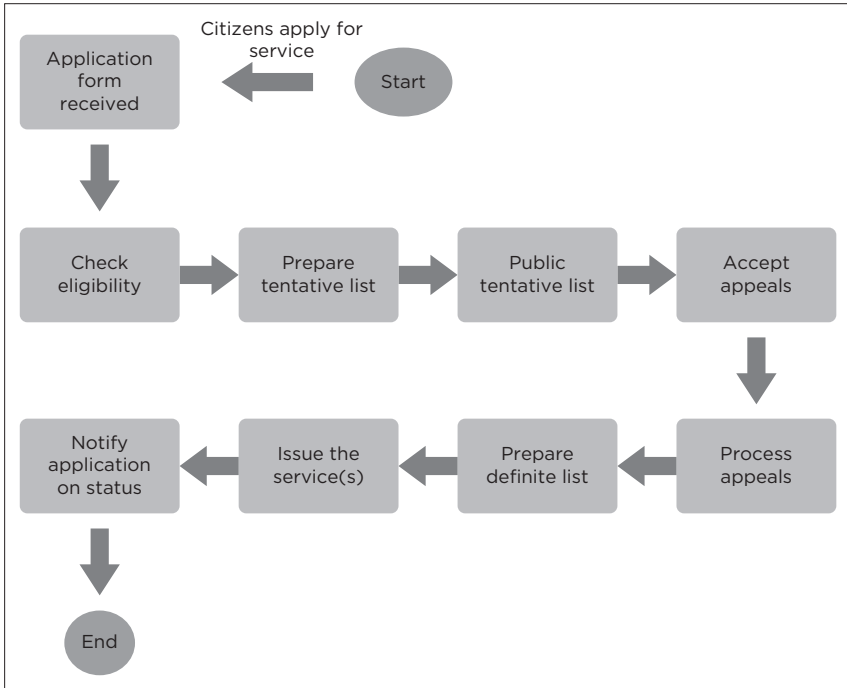 Citizens apply for
service
Start
Application
form
received
Check
eligibility
Prepare
tentative list
Public
tentative list
Accept
appeals
Process
appeals
Prepare
definite list
Issue the
service(s)
Notify
application
on status
End